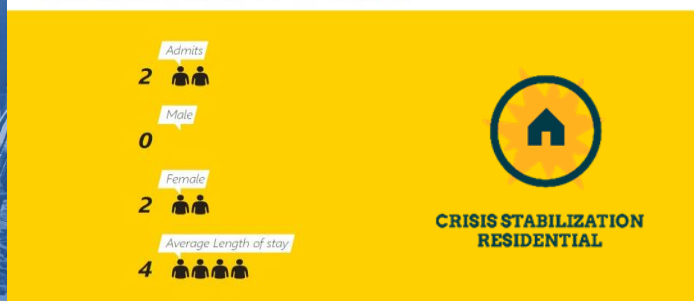 Admits
2
Male
0
Female
2
Average Length of stay
4
CRISIS STABILIZATION
RESIDENTIAL